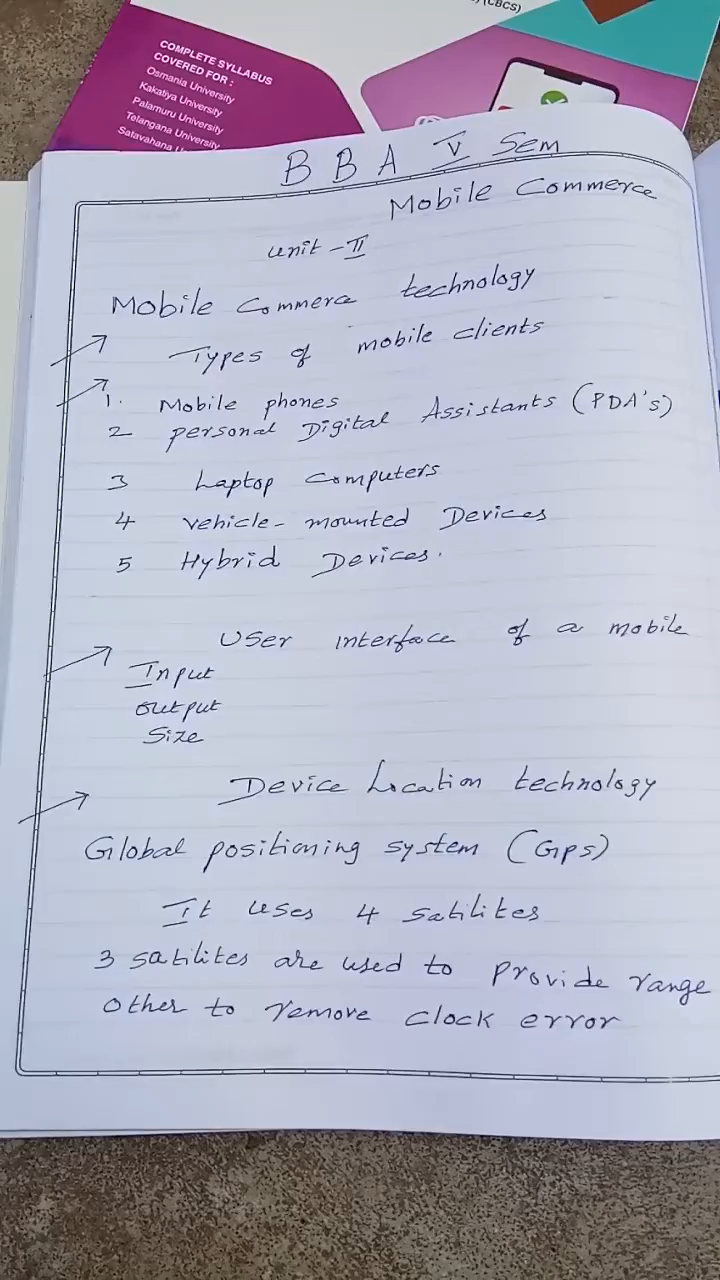 (CBCS)
COMPLETE SYLLABUS
COVERED FOR :
Osmania University
Kakatiya University
Palamuru University
Telangana University
Satavahana
BBA V Sem
Mobile Commerce
unit-II
Mobile Commerce technology
Types of mobile clients
1. Mobile phones
2 personal Digital Assistants (PDA's)
3 Laptop computers
4 vehicle-mounted Devices
5 Hybrid Devices.
User interface of a mobile
Input
output
Size
Device Location technology
Global positioning system (Gps)
It uses 4 satilites
3 satilites are used to provide range
other to remove clock error